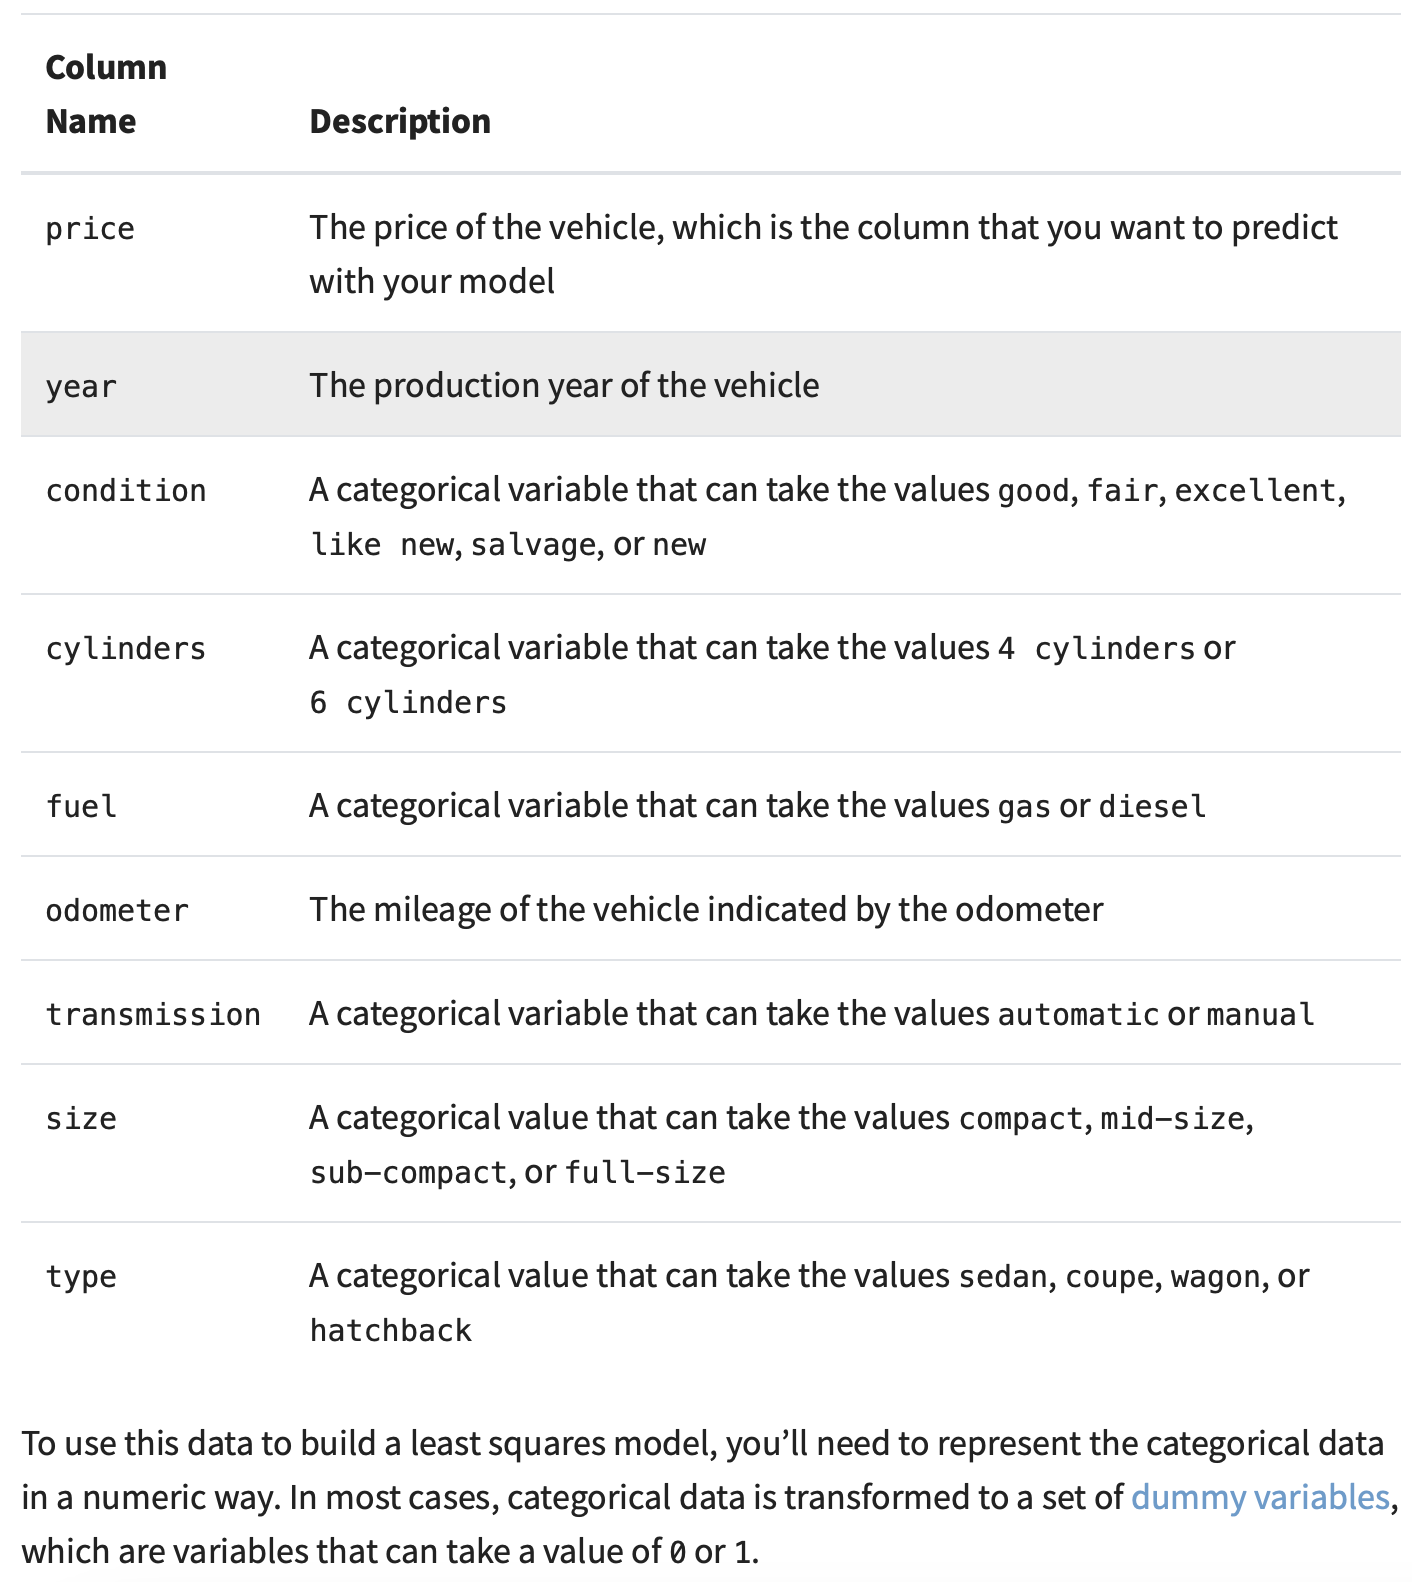 Column
Name Description
price The price of the vehicle, which is the column that you want to predict
with your model
year The production year of the vehicle
condition A categorical variable that can take the values good, fair, excellent,
like new, salvage, or new
cylinders A categorical variable that can take the values 4 cylinders or
6 cylinders
fuel A categorical variable that can take the values gas or diesel
odometer The mileage of the vehicle indicated by the odometer
transmission A categorical variable that can take the values automatic or manual
size A categorical value that can take the values compact, mid-size,
sub-compact, or full-size
type A categorical value that can take the values sedan, coupe, wagon, or
hatchback
To use this data to build a least squares model, you’ll need to represent the categorical data
in a numeric way. In most cases, categorical data is transformed to a set of dummy variables,
which are variables that can take a value of 0 or 1.